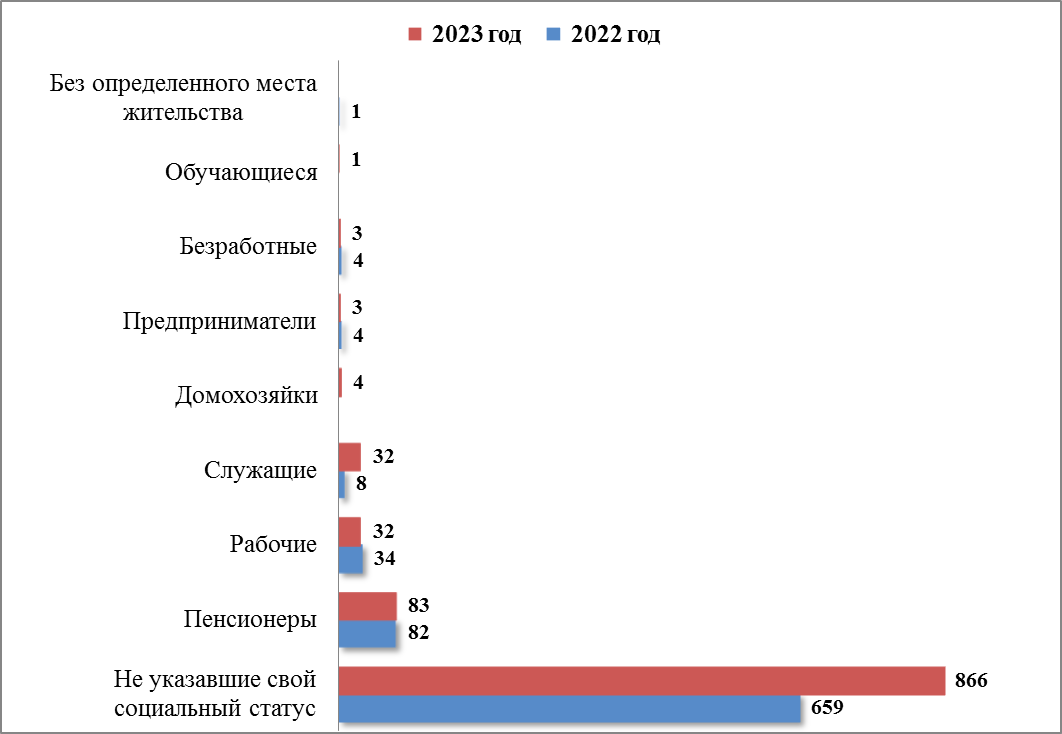 2023 год 2022 год
Без определенного места
жительства
1
Обучающиеся
1
Безработные
3
4
Предприниматели
3
4
Домохозяйки
4
Служащие
32
8
Рабочие
32
34
Пенсионеры
83
82
Не указавшие свой
социальный статус
866
659